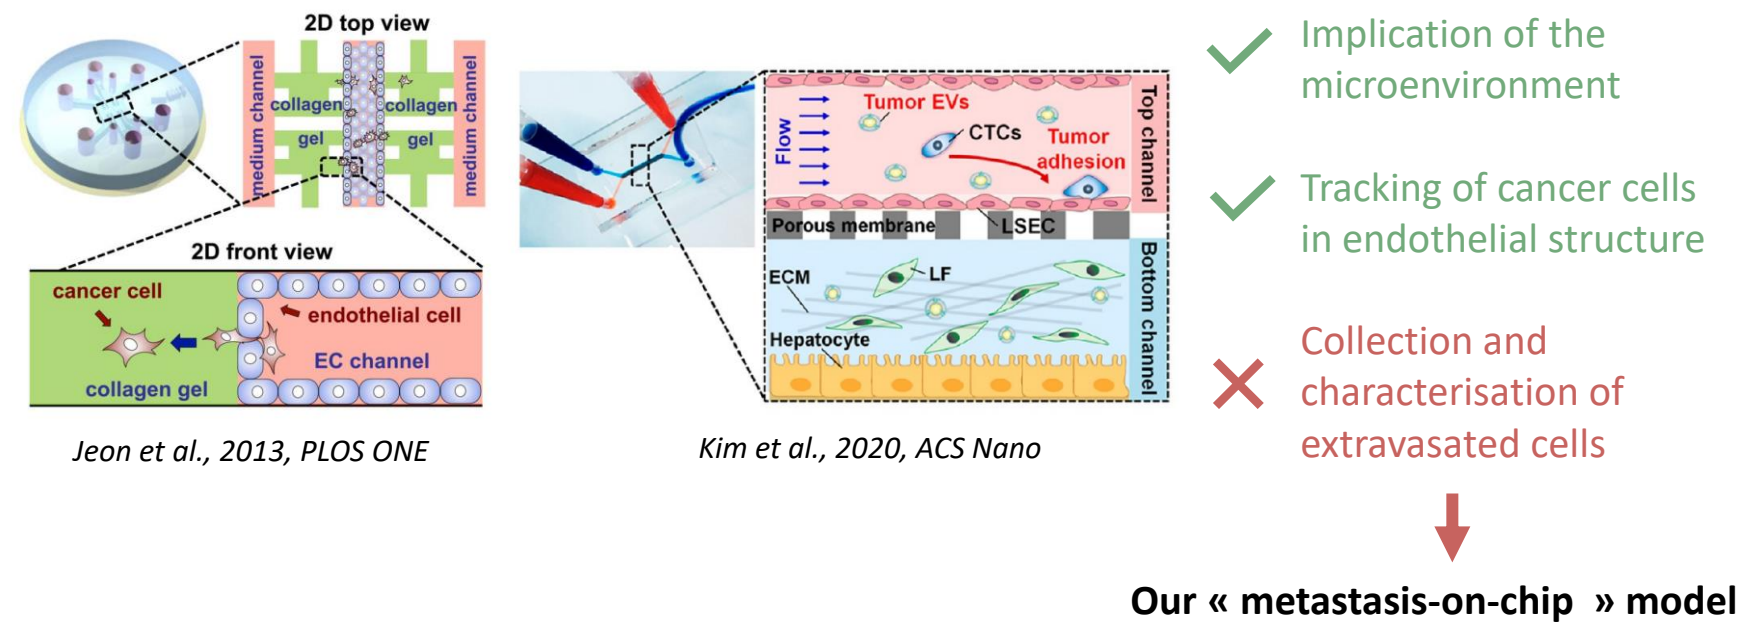 2D top view
medium channel
collagen
gel
collagen
gel
medium channel
2D front view
cancer cell
endothelial cell
EC channel
collagen gel
Jeon et al., 2013, PLOS ONE
Flow
Tumor EVs
CTCs
Tumor
adhesion
Top channel
Porous membrane
LSEC
ECM
LF
Hepatocyte
Bottom channel
Kim et al., 2020, ACS Nano
Implication of the
microenvironment
Tracking of cancer cells
in endothelial structure
Collection and
characterisation of
extravasated cells
Our « metastasis-on-chip » model